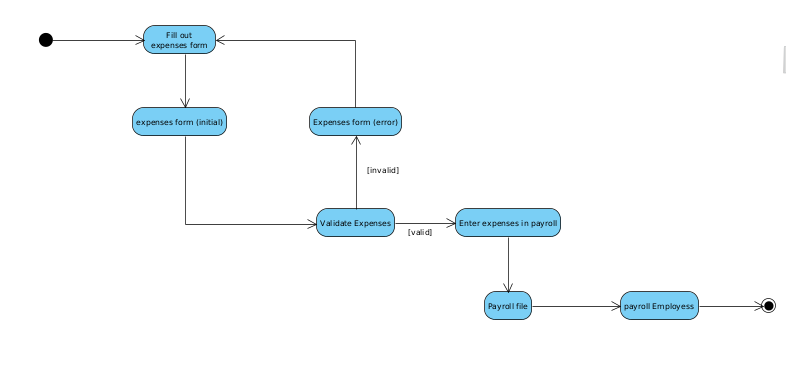 Fill out
expenses form
expenses form (initial)
Expenses form (error)
[invalid]
Validate Expenses
[valid]
Enter expenses in payroll
Payroll file
payroll Employess